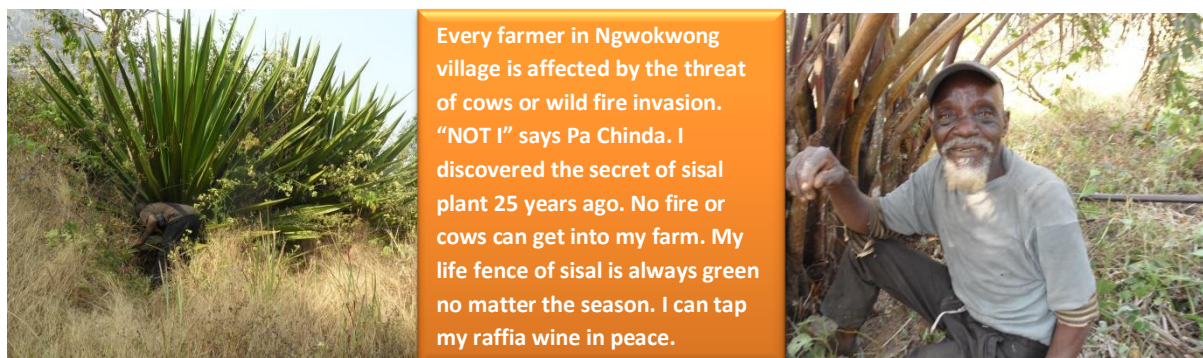 Every farmer in Ngwokwong
village is affected by the threat
of cows or wild fire invasion.
“NOT I” says Pa Chinda. I
discovered the secret of sisal
plant 25 years ago. No fire or
cows can get into my farm. My
life fence of sisal is always green
no matter the season. I can tap
my raffia wine in peace.